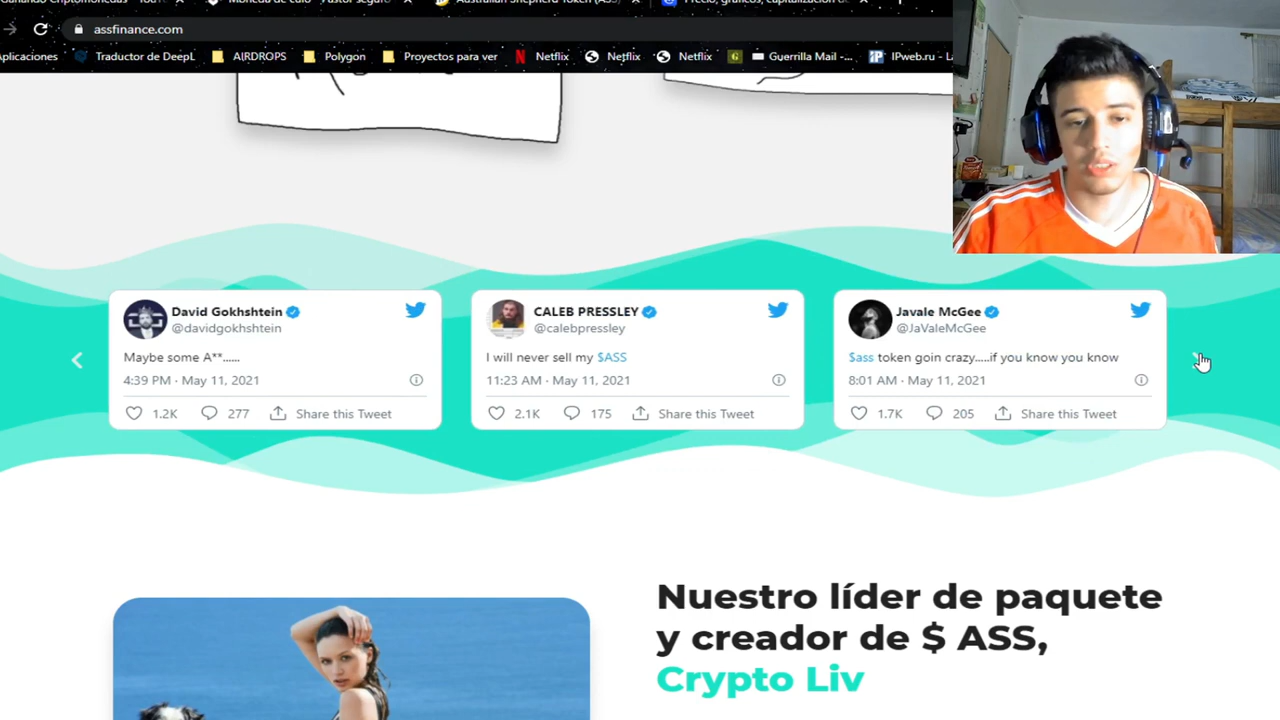 assfinance.com
Aplicaciones Traductor de DeepL AIRDROPS Polygon Proyectos para ver Netflix Netflix Netflix Guerrilla Mail -... IPweb.ru - La
David Gokhshtein
@davidgokhshtein
Maybe some A**......
4:39 PM · May 11, 2021
1.2K 277 Share this Tweet
CALEB PRESSLEY
@calebpressley
I will never sell my $ASS
11:23 AM · May 11, 2021
2.1K 175 Share this Tweet
Javale McGee
@JaValeMcGee
$ass token goin crazy.....if you know you know
8:01 AM · May 11, 2021
1.7K 205 Share this Tweet
Nuestro líder de paquete
y creador de $ ASS,
Crypto Liv